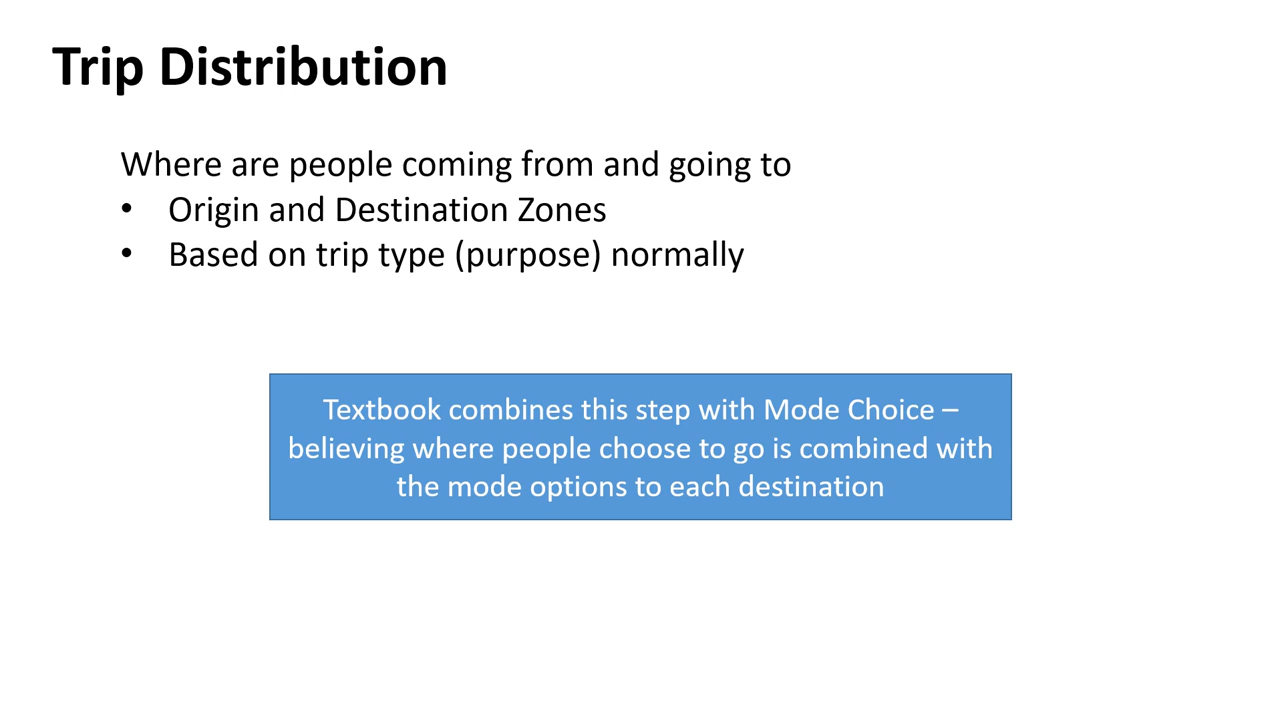 Trip Distribution
Where are people coming from and going to
• Origin and Destination Zones
• Based on trip type (purpose) normally
Textbook combines this step with Mode Choice –
believing where people choose to go is combined with
the mode options to each destination